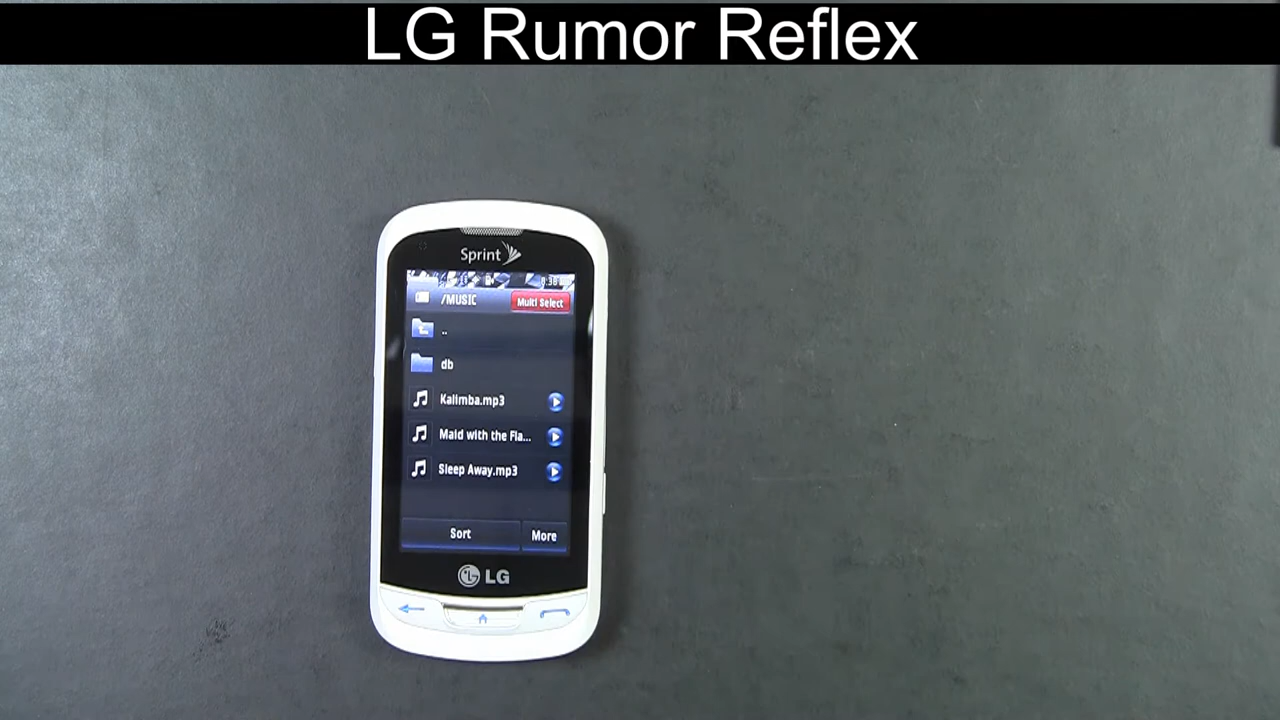 LG Rumor Reflex
Sprint
/MUSIC Multi Select
..
db
Kalimba.mp3
Maid with the Fla...
Sleep Away.mp3
Sort More
LG